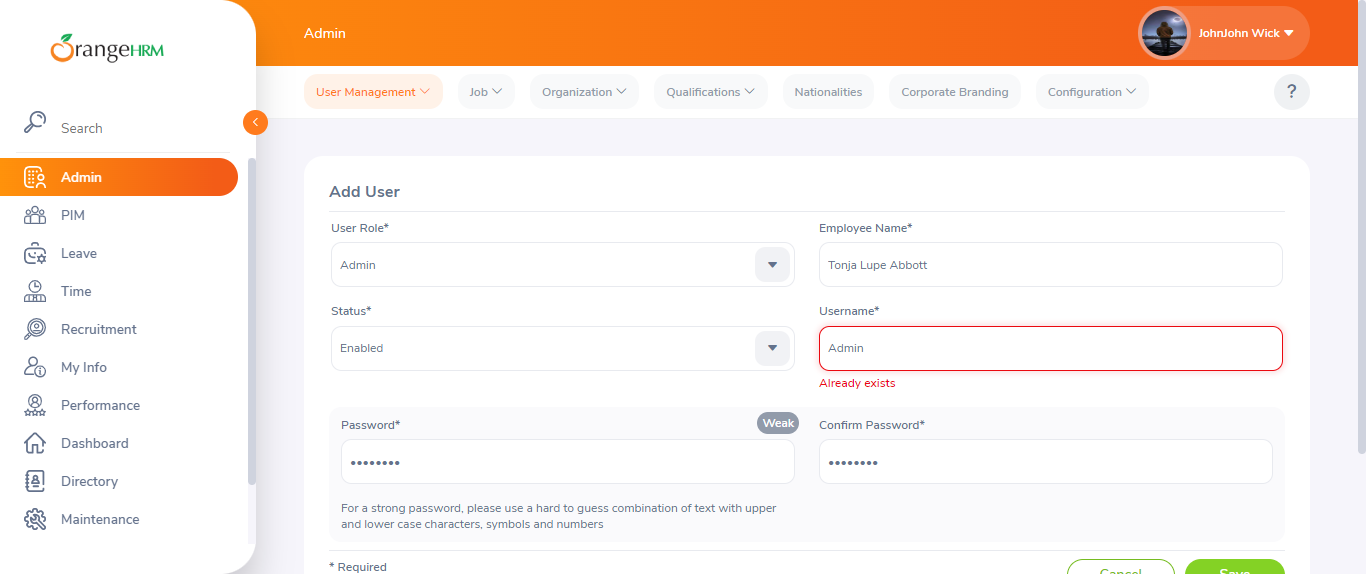 OrangeHRM
Admin
JohnJohn Wick
User Management
Job
Organization
Qualifications
Nationalities
Corporate Branding
Configuration
?
Search
Admin
PIM
Leave
Time
Recruitment
My Info
Performance
Dashboard
Directory
Maintenance
Add User
User Role*
Admin
Employee Name*
Tonja Lupe Abbott
Status*
Enabled
Username*
Admin
Already exists
Password*
Weak
••••••••
Confirm Password*
••••••••
For a strong password, please use a hard to guess combination of text with upper
and lower case characters, symbols and numbers
* Required
Cancel
Save